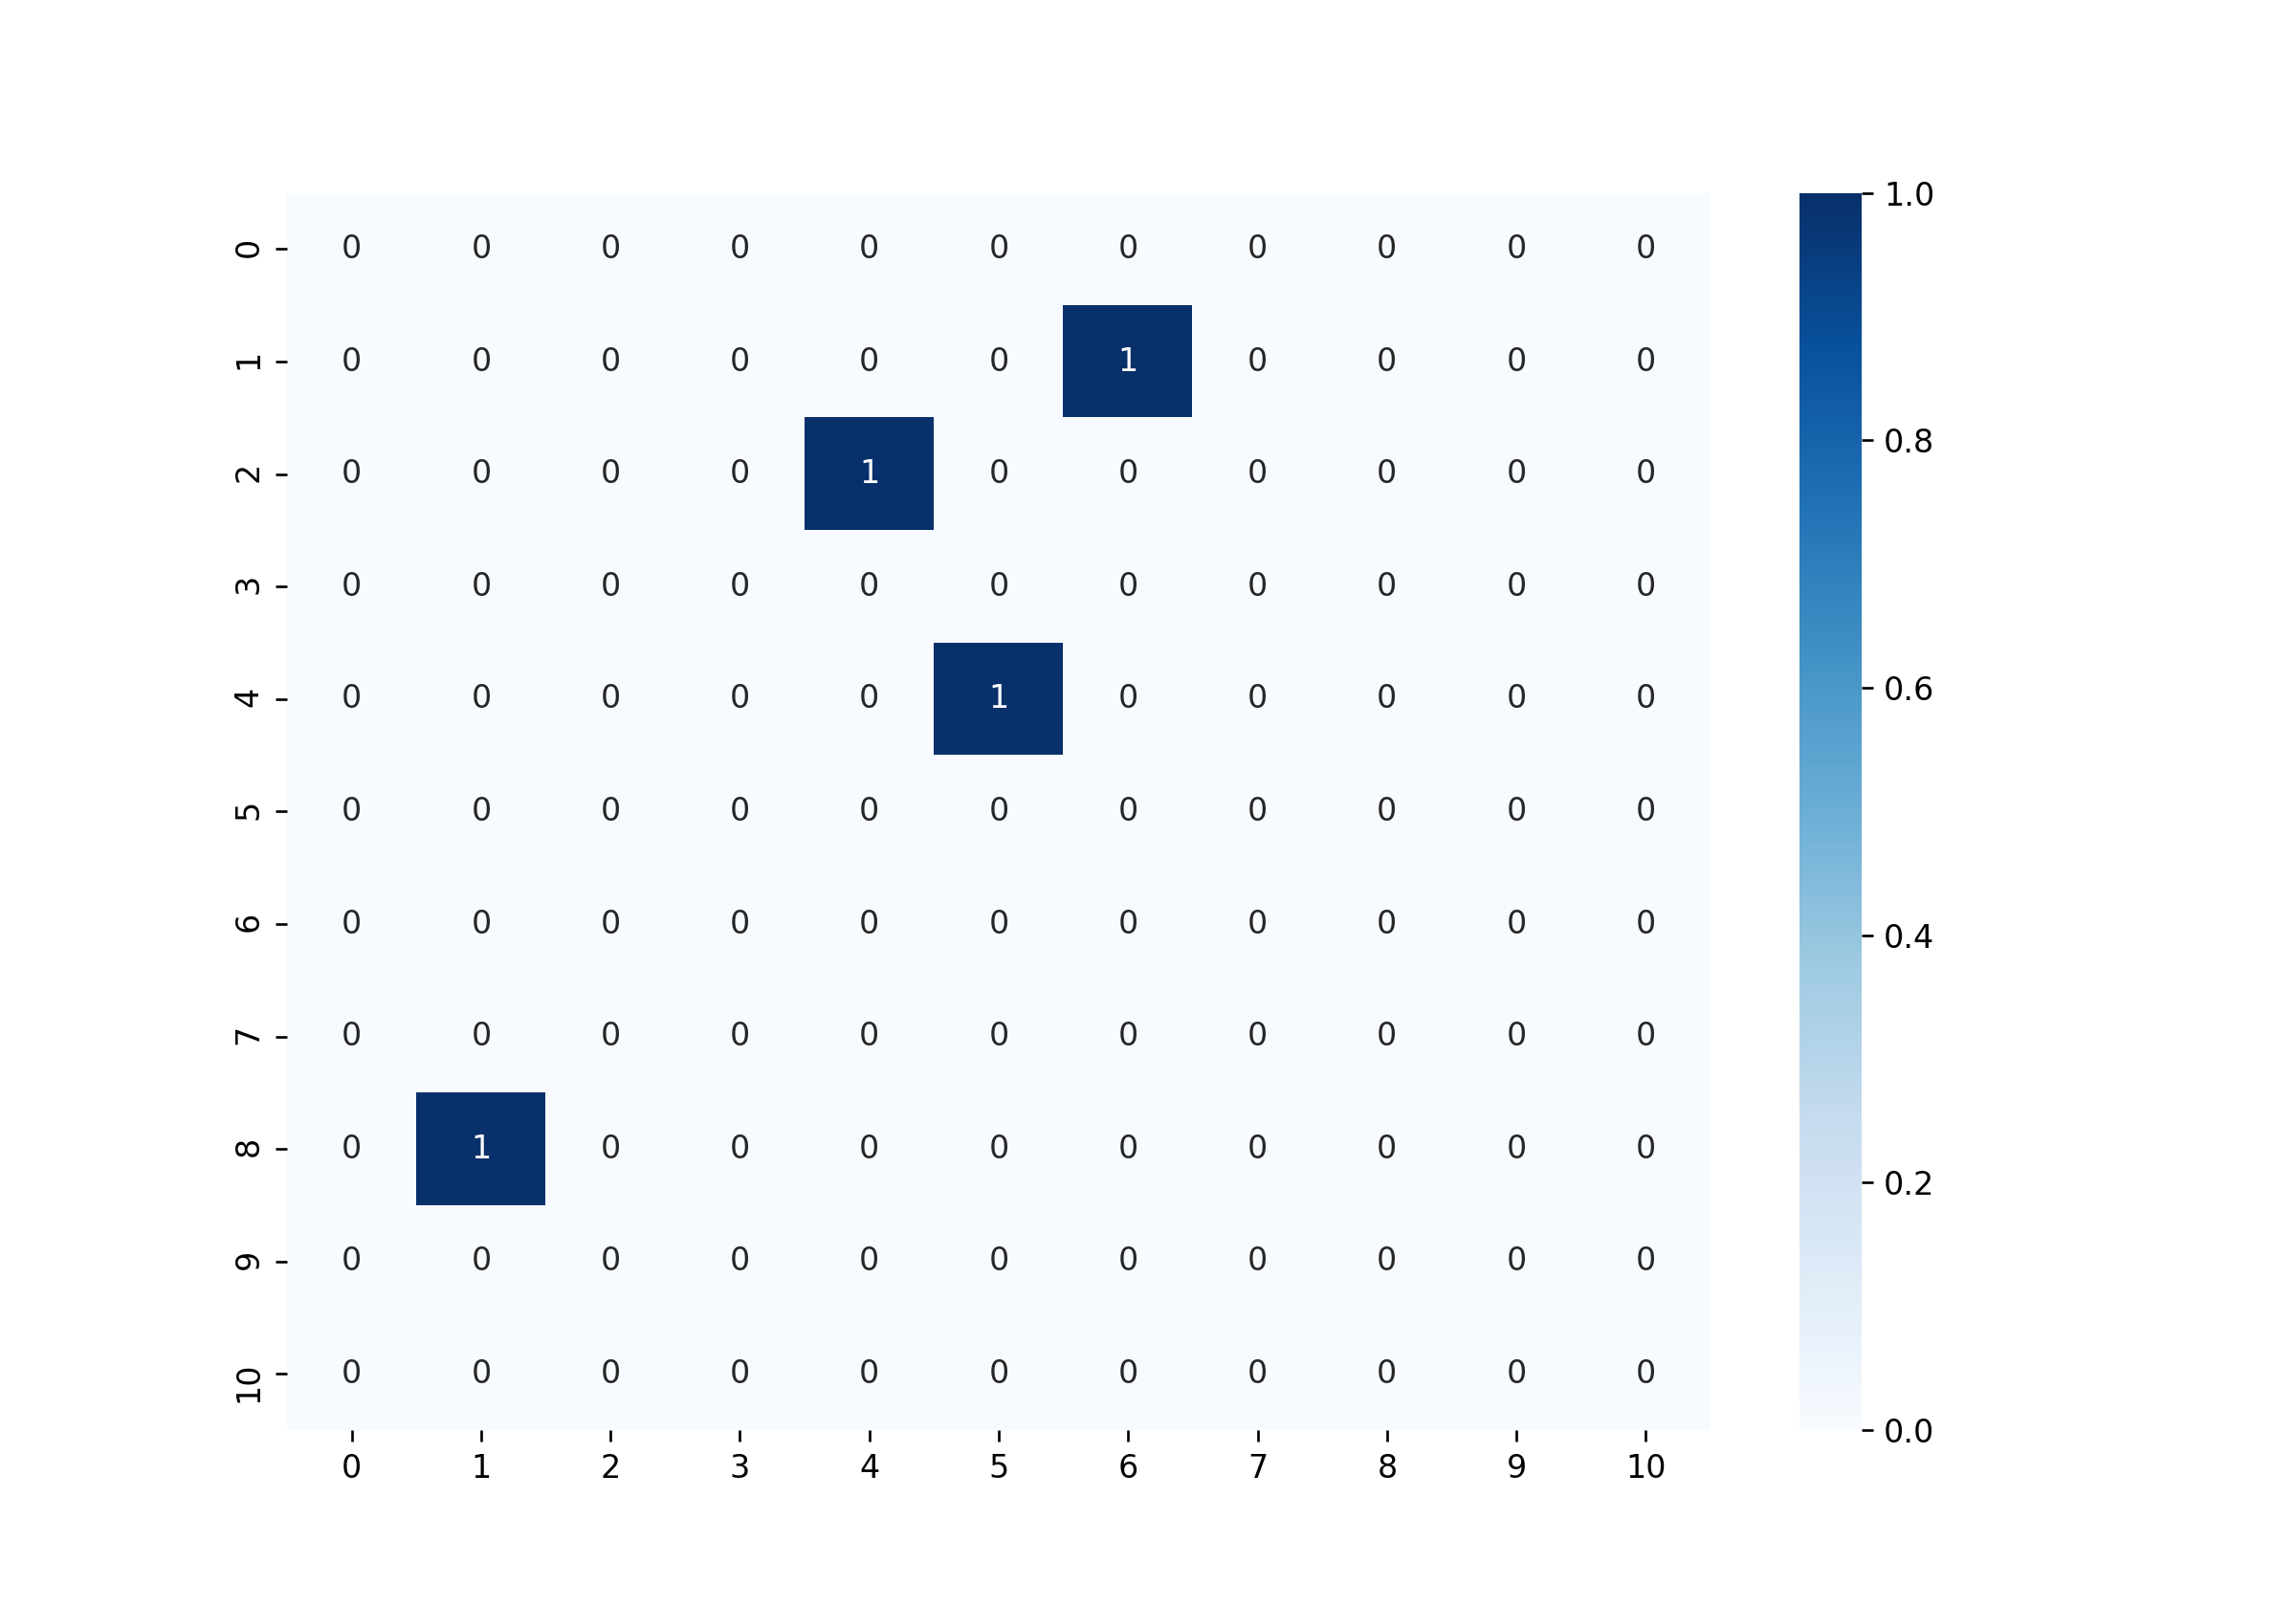 0 0 0 0 0 0 0 0 0 0 0 0
1 0 0 0 0 0 0 1 0 0 0 0
2 0 0 0 0 1 0 0 0 0 0 0
3 0 0 0 0 0 0 0 0 0 0 0
4 0 0 0 0 0 1 0 0 0 0 0
5 0 0 0 0 0 0 0 0 0 0 0
6 0 0 0 0 0 0 0 0 0 0 0
7 0 0 0 0 0 0 0 0 0 0 0
8 0 1 0 0 0 0 0 0 0 0 0
9 0 0 0 0 0 0 0 0 0 0 0
10 0 0 0 0 0 0 0 0 0 0 0
0 1 2 3 4 5 6 7 8 9 10
1.0
0.8
0.6
0.4
0.2
0.0